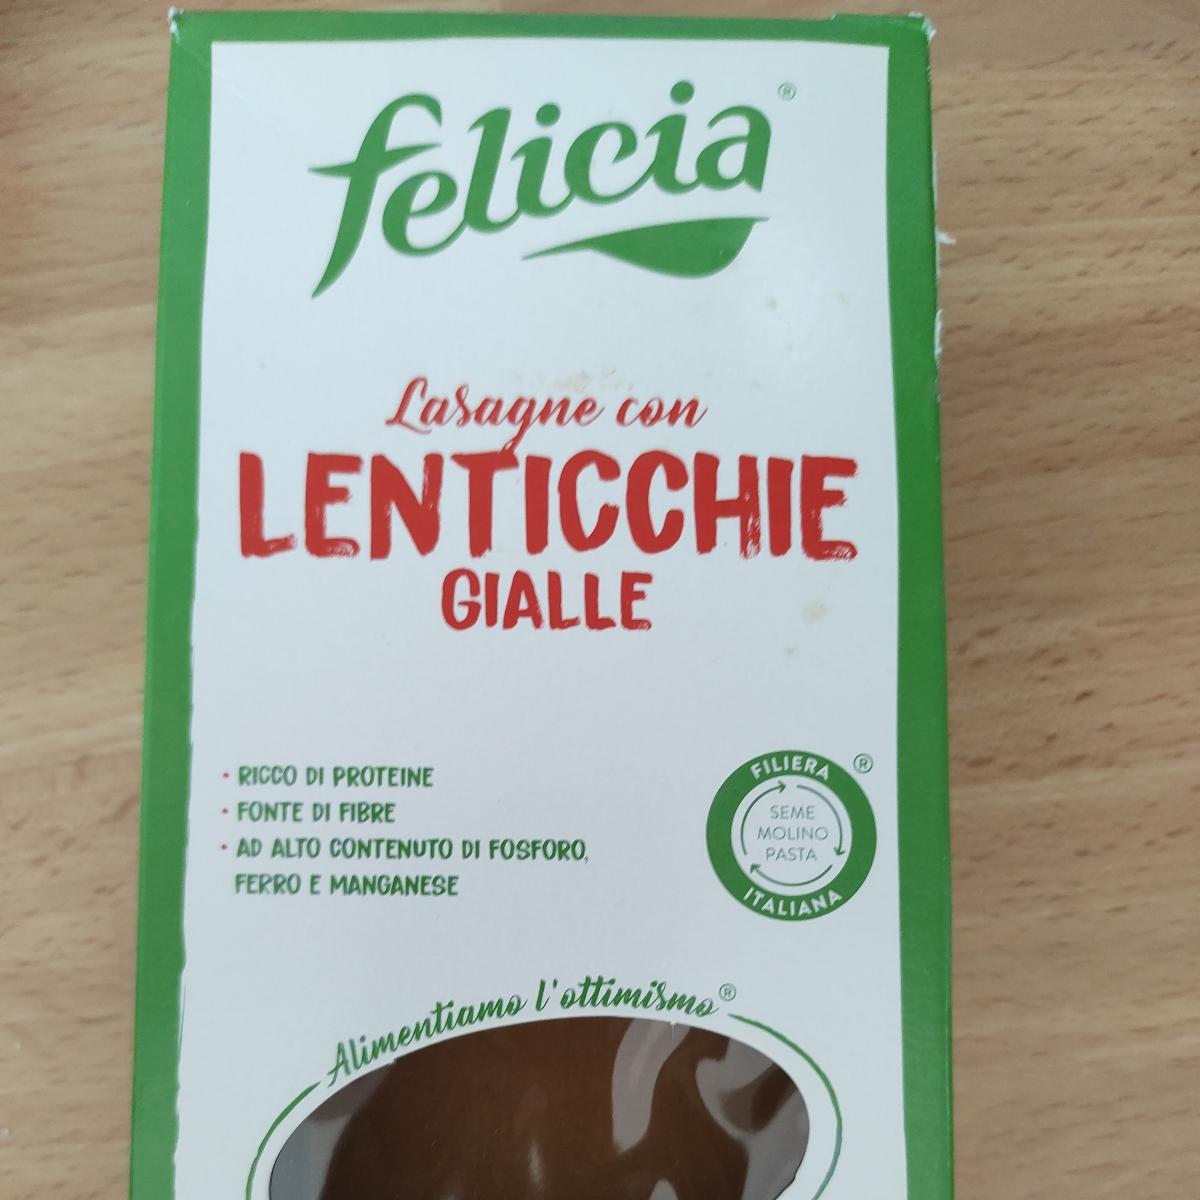 felicia®
Lasagne con
LENTICCHIE
GIALLE
• RICCO DI PROTEINE
• FONTE DI FIBRE
• AD ALTO CONTENUTO DI FOSFORO,
FERRO E MANGANESE
FILIERA ®
SEME
MOLINO
PASTA
ITALIANA
Alimentiamo l'ottimismo®